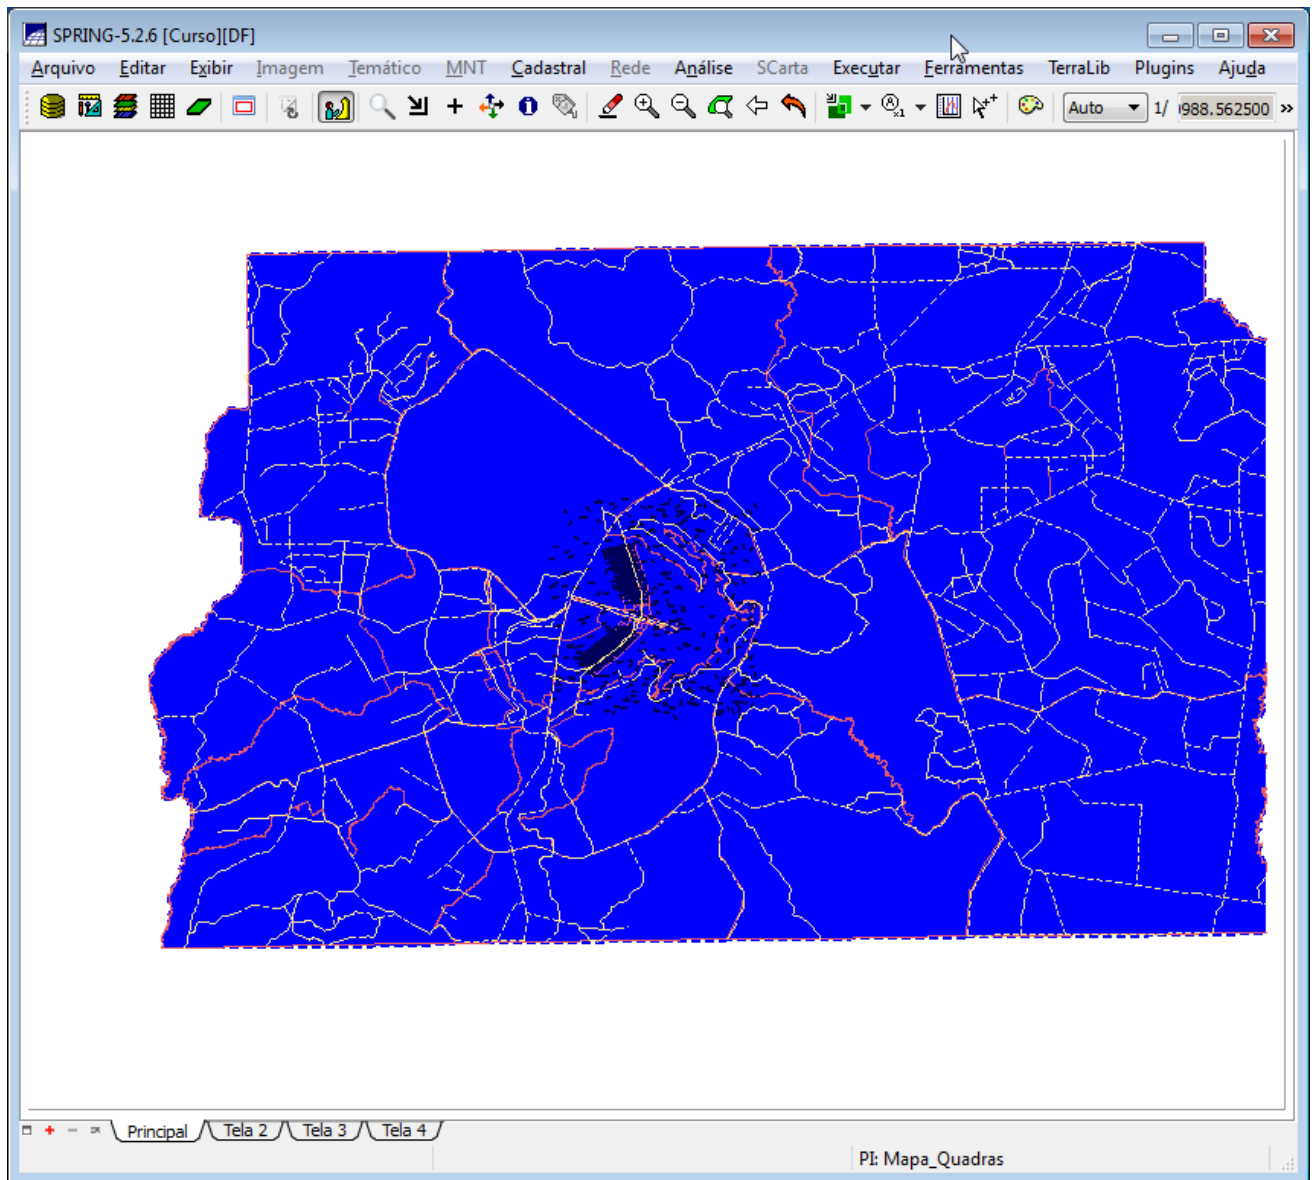 SPRING-5.2.6 [Curso][DF]
Arquivo Editar Exibir Imagem Temático MNT Cadastral Rede Análise SCarta Executar Ferramentas TerraLib Plugins Ajuda
Auto 1/ 988.562500 »
Principal Tela 2 Tela 3 Tela 4
PI: Mapa_Quadras